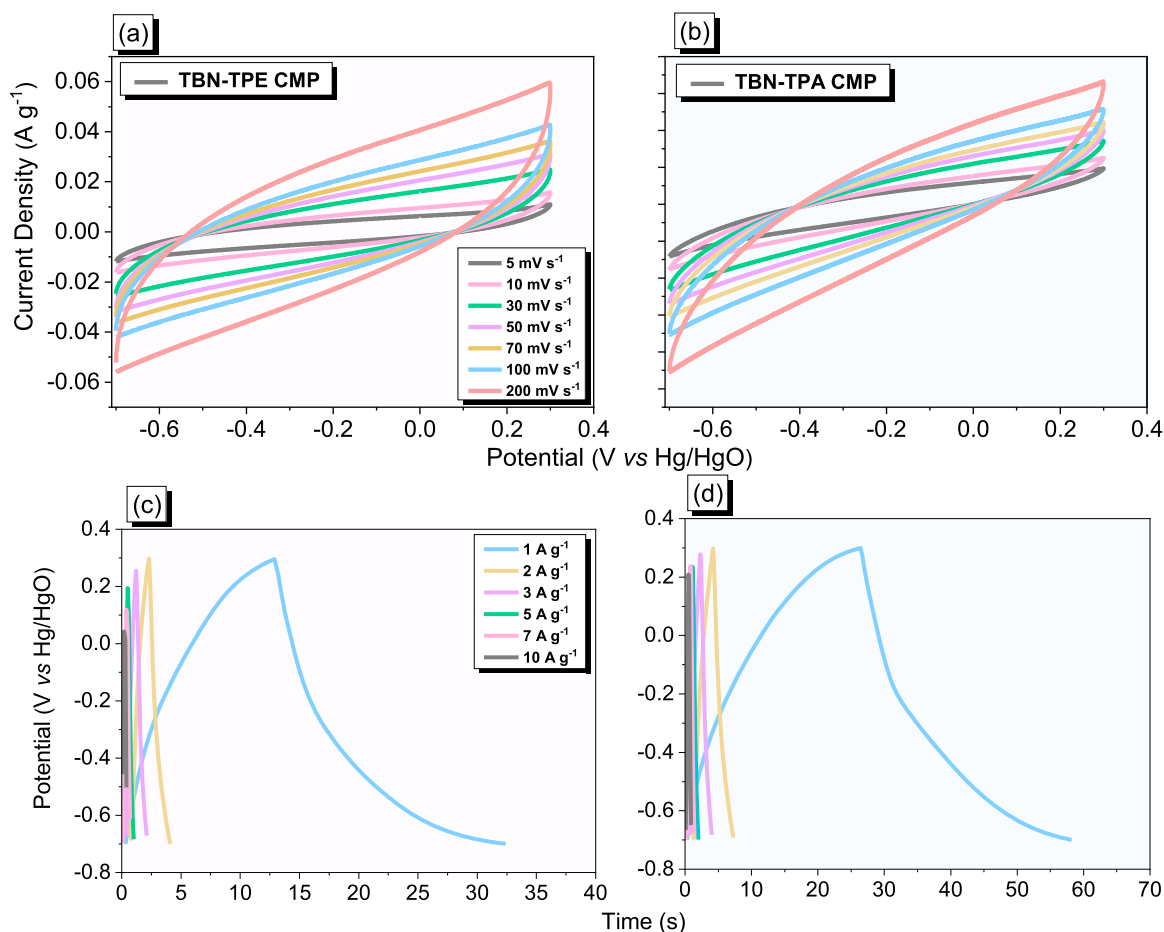 (a)
(b)
TBN-TPE CMP
TBN-TPA CMP
Current Density (A g⁻¹)
0.06
0.04
0.02
0.00
-0.02
-0.04
-0.06
5 mV s⁻¹
10 mV s⁻¹
30 mV s⁻¹
50 mV s⁻¹
70 mV s⁻¹
100 mV s⁻¹
200 mV s⁻¹
-0.6 -0.4 -0.2 0.0 0.2 0.4
-0.6 -0.4 -0.2 0.0 0.2 0.4
Potential (V vs Hg/HgO)
(c)
(d)
Potential (V vs Hg/HgO)
0.4
0.2
0.0
-0.2
-0.4
-0.6
-0.8
1 A g⁻¹
2 A g⁻¹
3 A g⁻¹
5 A g⁻¹
7 A g⁻¹
10 A g⁻¹
0 5 10 15 20 25 30 35 40
0.4
0.2
0.0
-0.2
-0.4
-0.6
-0.8
0 10 20 30 40 50 60 70
Time (s)